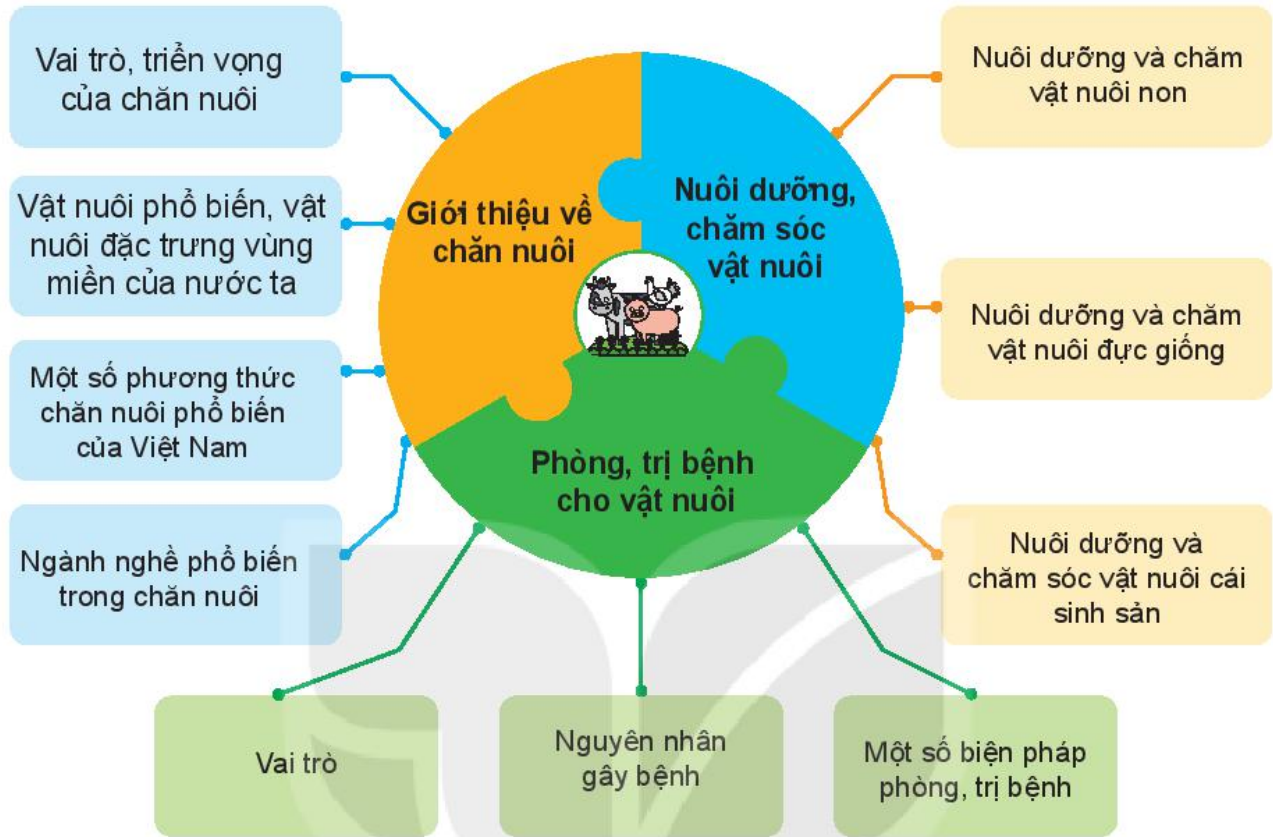 Vai trò, triển vọng
của chăn nuôi
Vật nuôi phổ biến, vật
nuôi đặc trưng vùng
miền của nước ta
Một số phương thức
chăn nuôi phổ biến
của Việt Nam
Ngành nghề phổ biến
trong chăn nuôi
Giới thiệu về
chăn nuôi
Nuôi dưỡng,
chăm sóc
vật nuôi
Phòng, trị bệnh
cho vật nuôi
Nuôi dưỡng và chăm
vật nuôi non
Nuôi dưỡng và chăm
vật nuôi đực giống
Nuôi dưỡng và
chăm sóc vật nuôi cái
sinh sản
Vai trò
Nguyên nhân
gây bệnh
Một số biện pháp
phòng, trị bệnh